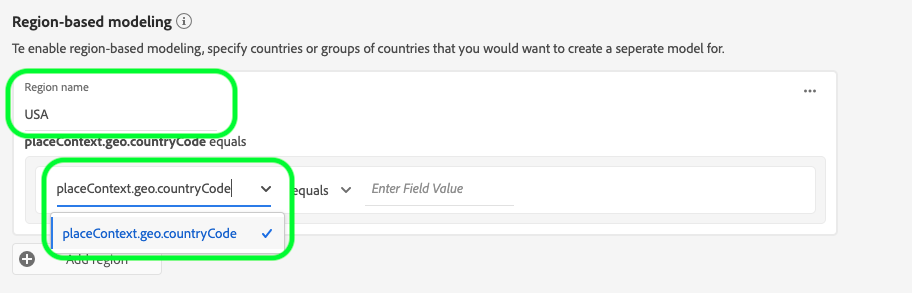 Region-based modeling
Te enable region-based modeling, specify countries or groups of countries that you would want to create a seperate model for.
Region name
USA
placeContext.geo.countryCode equals
placeContext.geo.countryCode equals Enter Field Value
placeContext.geo.countryCode
Add region